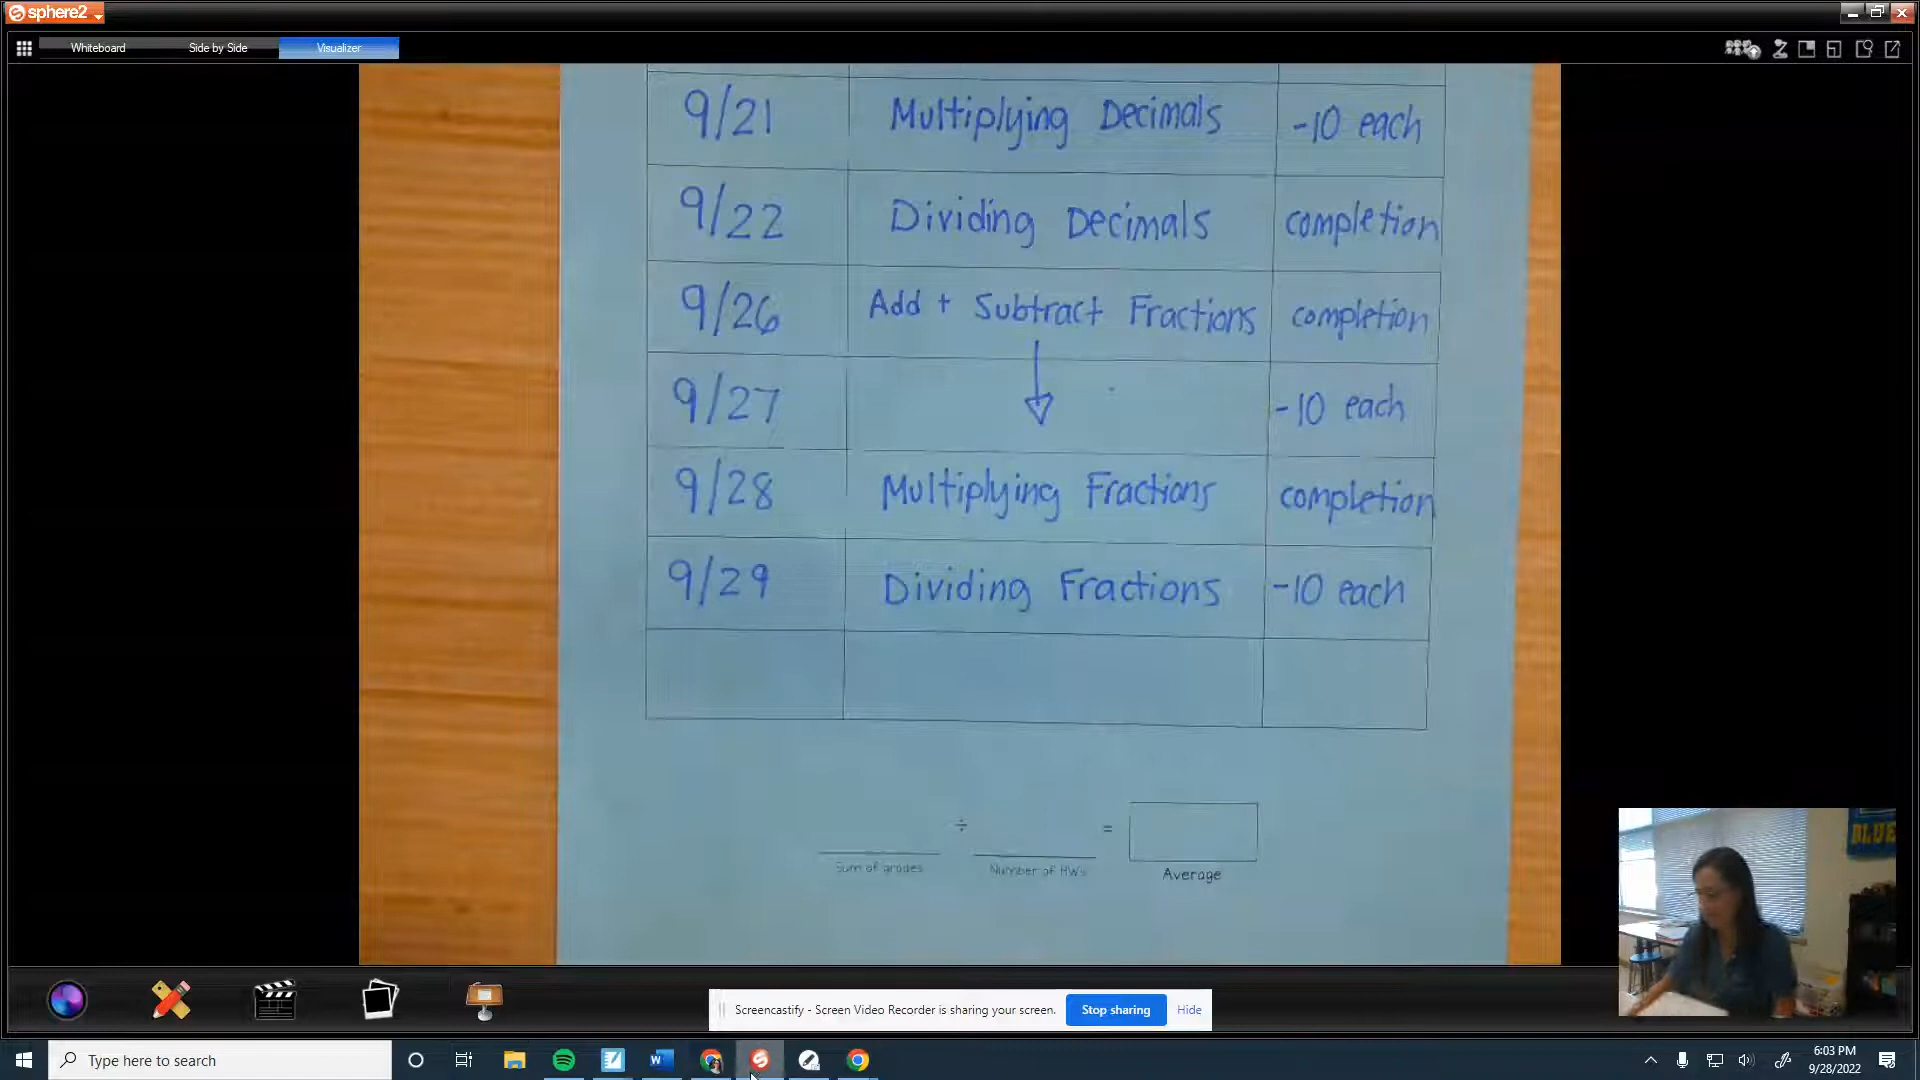 sphere2
Whiteboard Side by Side Visualizer
9/21 Multiplying Decimals -10 each
9/22 Dividing Decimals completion
9/26 Add + Subtract Fractions completion
9/27 -10 each
9/28 Multiplying Fractions completion
9/29 Dividing Fractions -10 each
÷ =
Sum of grades Number of HWs Average
BLUE
Screencastify - Screen Video Recorder is sharing your screen. Stop sharing Hide
Type here to search
6:03 PM
9/28/2022